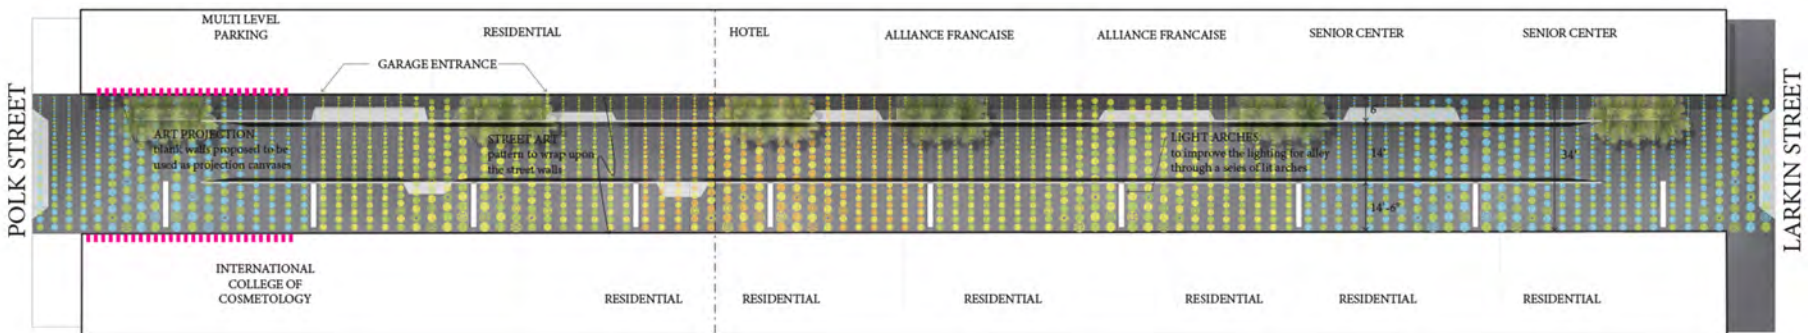 MULTI LEVEL
PARKING
RESIDENTIAL
HOTEL
ALLIANCE FRANCAISE
ALLIANCE FRANCAISE
SENIOR CENTER
SENIOR CENTER
GARAGE ENTRANCE
POLK STREET
LARKIN STREET
ART PROJECTION
blank walls proposed to be
used as projection canvases
STREET ART
pattern to wrap upon
the street walls
LIGHT ARCHES
to improve the lighting for alley
through a seies of lit arches
6'
14'
34'
14'-6"
INTERNATIONAL
COLLEGE OF
COSMETOLOGY
RESIDENTIAL
RESIDENTIAL
RESIDENTIAL
RESIDENTIAL
RESIDENTIAL
RESIDENTIAL